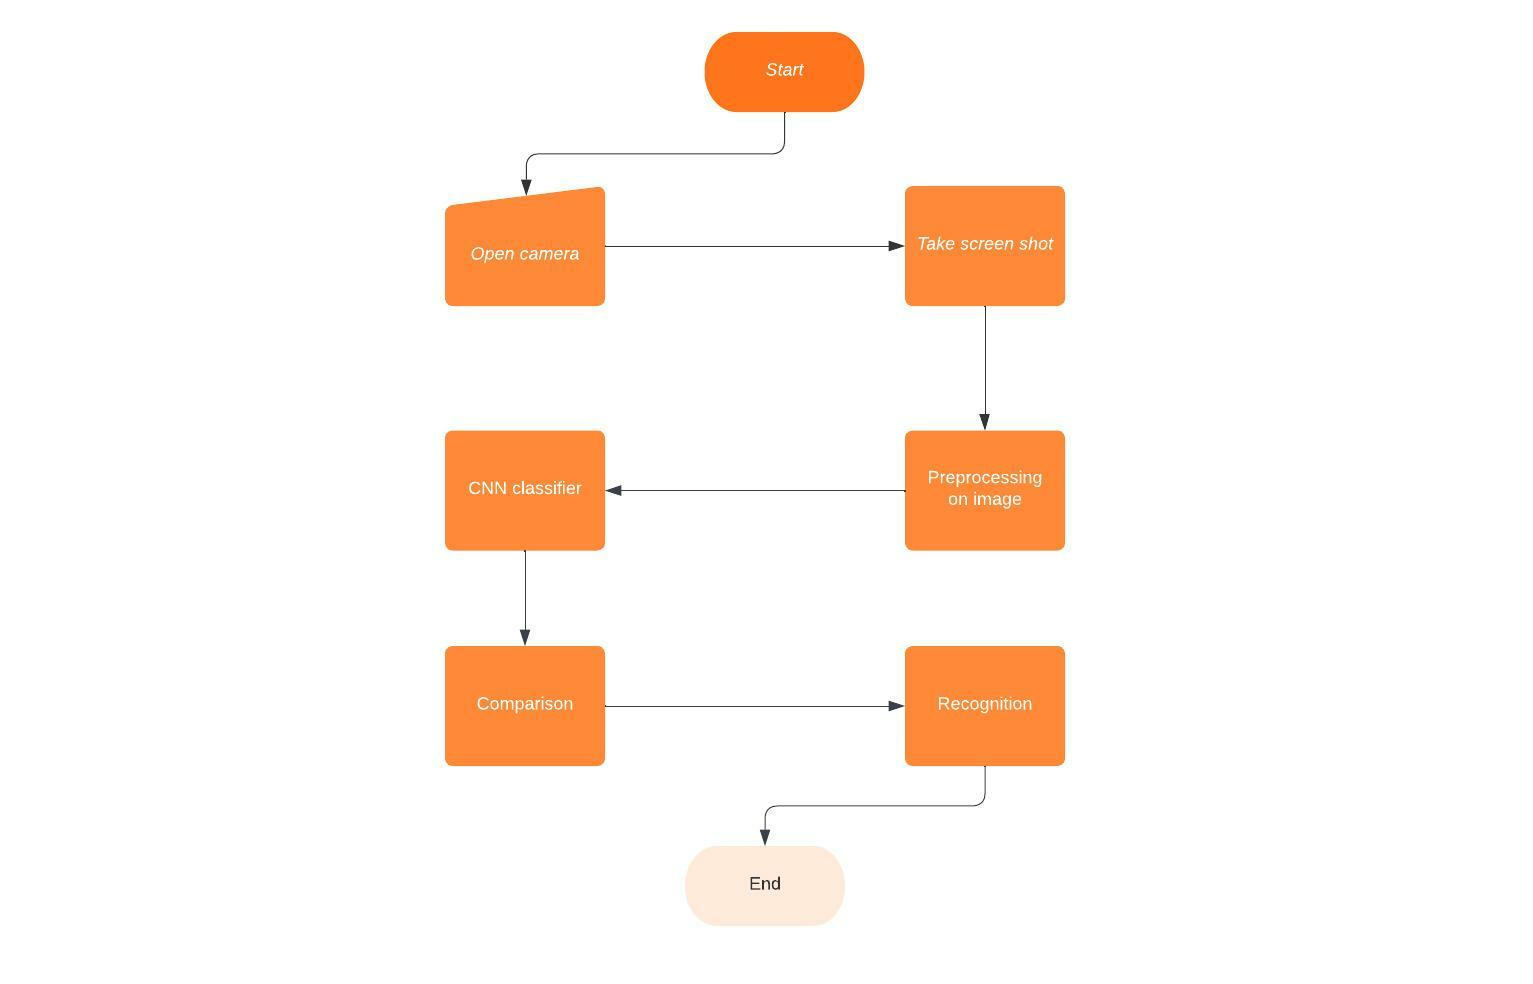 Start
Open camera
Take screen shot
Preprocessing
on image
CNN classifier
Comparison
Recognition
End